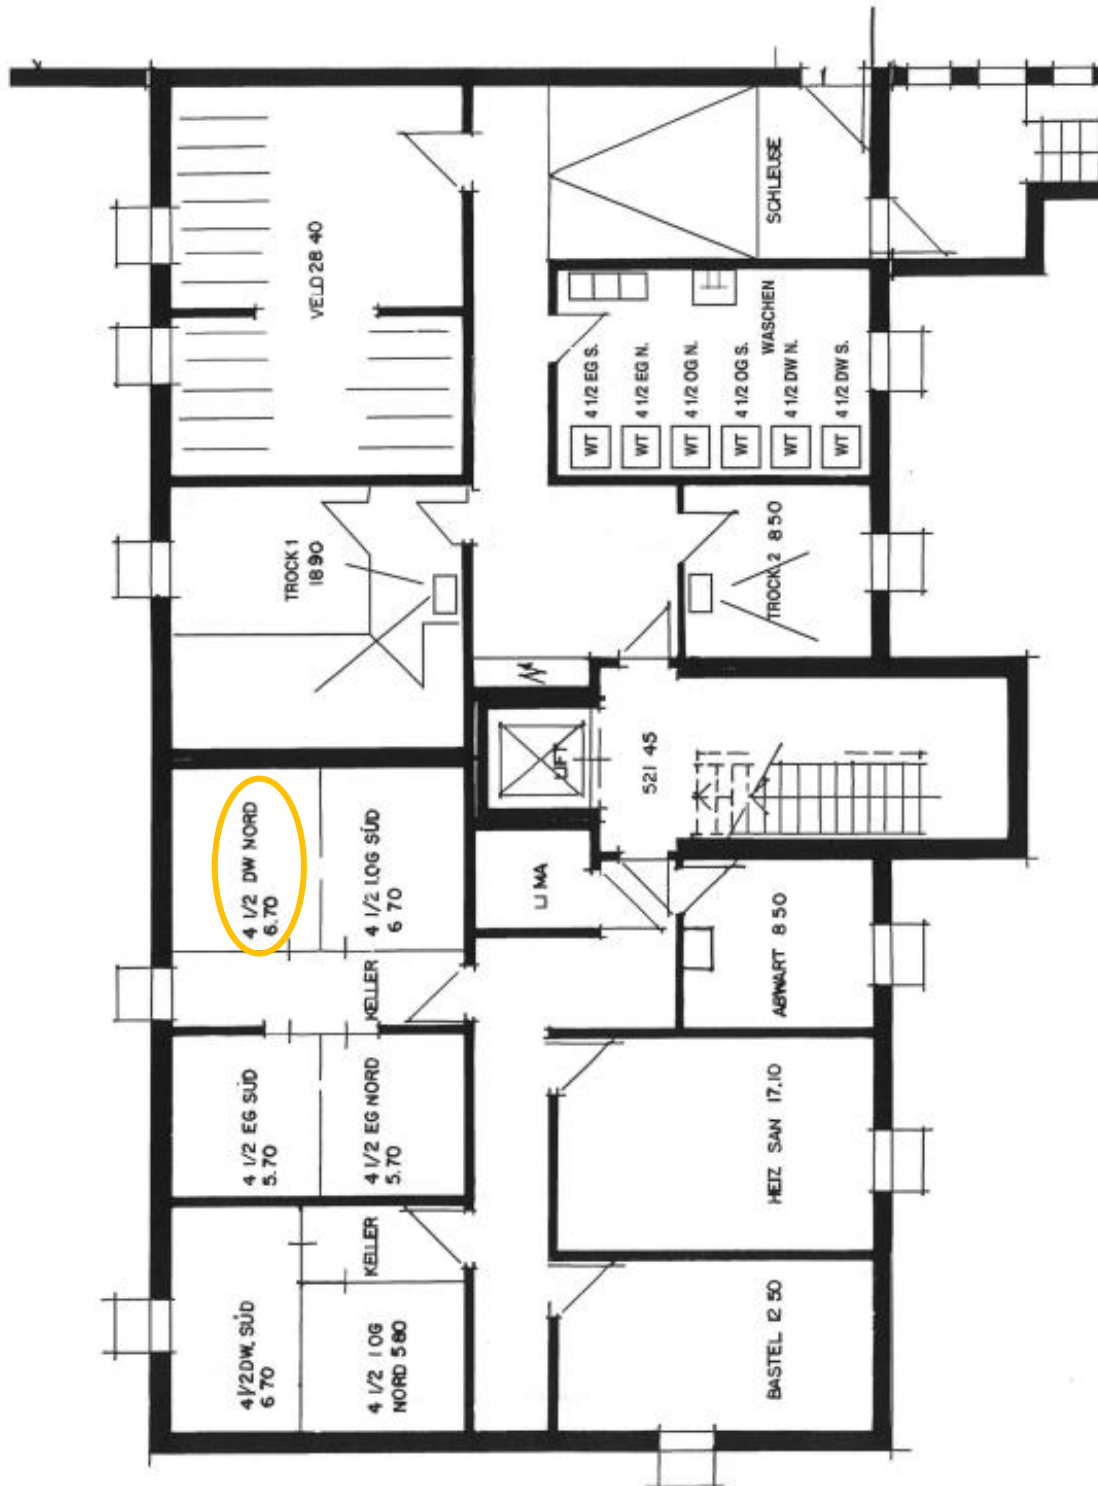 VELO 28 40
SCHLEUSE
WASCHEN
4 1/2 EG S.
4 1/2 EG N.
4 1/2 OG N.
4 1/2 OG S.
4 1/2 DW N.
4 1/2 DW S.
WT
WT
WT
WT
WT
WT
TROCK 1
18 90
TROCK. 2 8 50
LIFT
521 45
4 1/2 DW NORD
6.70
4 1/2 1.OG SÜD
6 70
LI MA
KELLER
ABWART 8 50
4 1/2 EG SÜD
5.70
4 1/2 EG NORD
5.70
HEIZ SAN 17.10
KELLER
4 1/2 DW. SÜD
6 70
4 1/2 1 OG
NORD 5 80
BASTEL 12 50